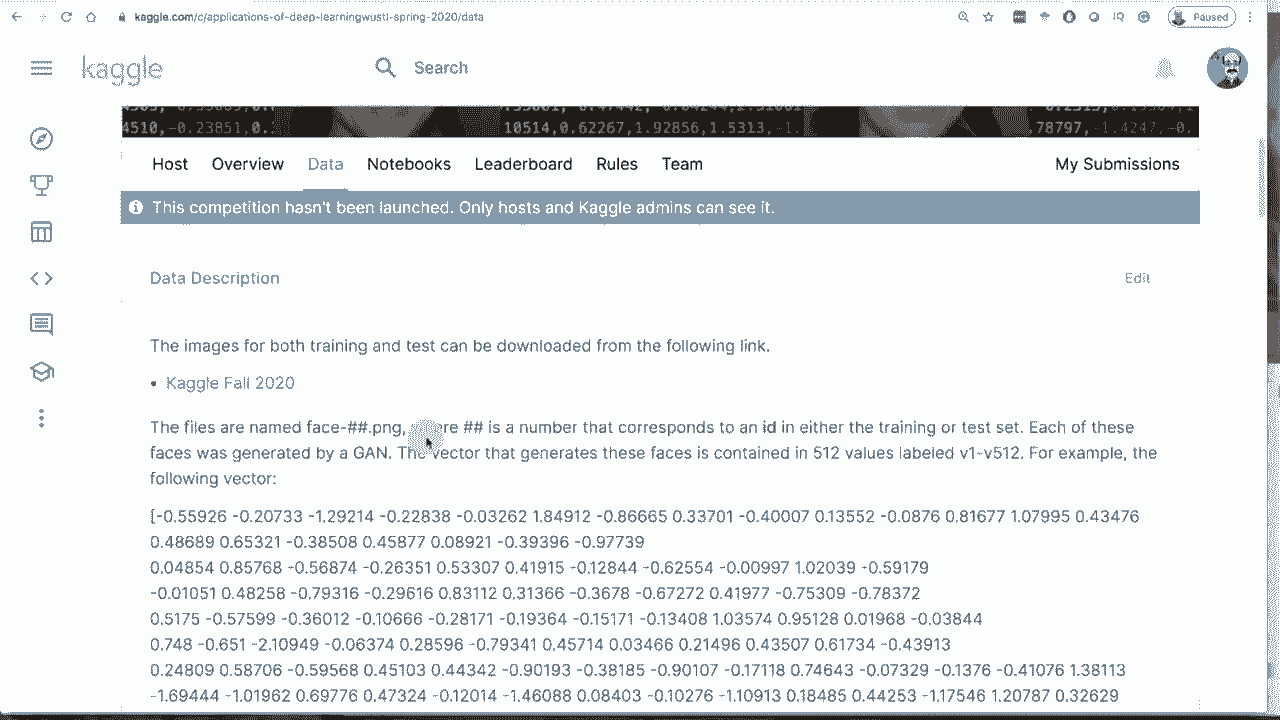 kaggle.com/c/applications-of-deep-learningwustl-spring-2020/data
IQ
Paused
kaggle
Search
4510, -0.23851,0.
10514,0.62267,1.92856,1.5313,-1.
78797,-1.4247,-0.
Host Overview Data Notebooks Leaderboard Rules Team My Submissions
This competition hasn't been launched. Only hosts and Kaggle admins can see it.
Data Description Edit
The images for both training and test can be downloaded from the following link.
• Kaggle Fall 2020
The files are named face-##.png, re ## is a number that corresponds to an id in either the training or test set. Each of these
faces was generated by a GAN. The vector that generates these faces is contained in 512 values labeled v1-v512. For example, the
following vector:
[-0.55926 -0.20733 -1.29214 -0.22838 -0.03262 1.84912 -0.86665 0.33701 -0.40007 0.13552 -0.0876 0.81677 1.07995 0.43476
0.48689 0.65321 -0.38508 0.45877 0.08921 -0.39396 -0.97739
0.04854 0.85768 -0.56874 -0.26351 0.53307 0.41915 -0.12844 -0.62554 -0.00997 1.02039 -0.59179
-0.01051 0.48258 -0.79316 -0.29616 0.83112 0.31366 -0.3678 -0.67272 0.41977 -0.75309 -0.78372
0.5175 -0.57599 -0.36012 -0.10666 -0.28171 -0.19364 -0.15171 -0.13408 1.03574 0.95128 0.01968 -0.03844
0.748 -0.651 -2.10949 -0.06374 0.28596 -0.79341 0.45714 0.03466 0.21496 0.43507 0.61734 -0.43913
0.24809 0.58706 -0.59568 0.45103 0.44342 -0.90193 -0.38185 -0.90107 -0.17118 0.74643 -0.07329 -0.1376 -0.41076 1.38113
-1.69444 -1.01962 0.69776 0.47324 -0.12014 -1.46088 0.08403 -0.10276 -1.10913 0.18485 0.44253 -1.17546 1.20787 0.32629